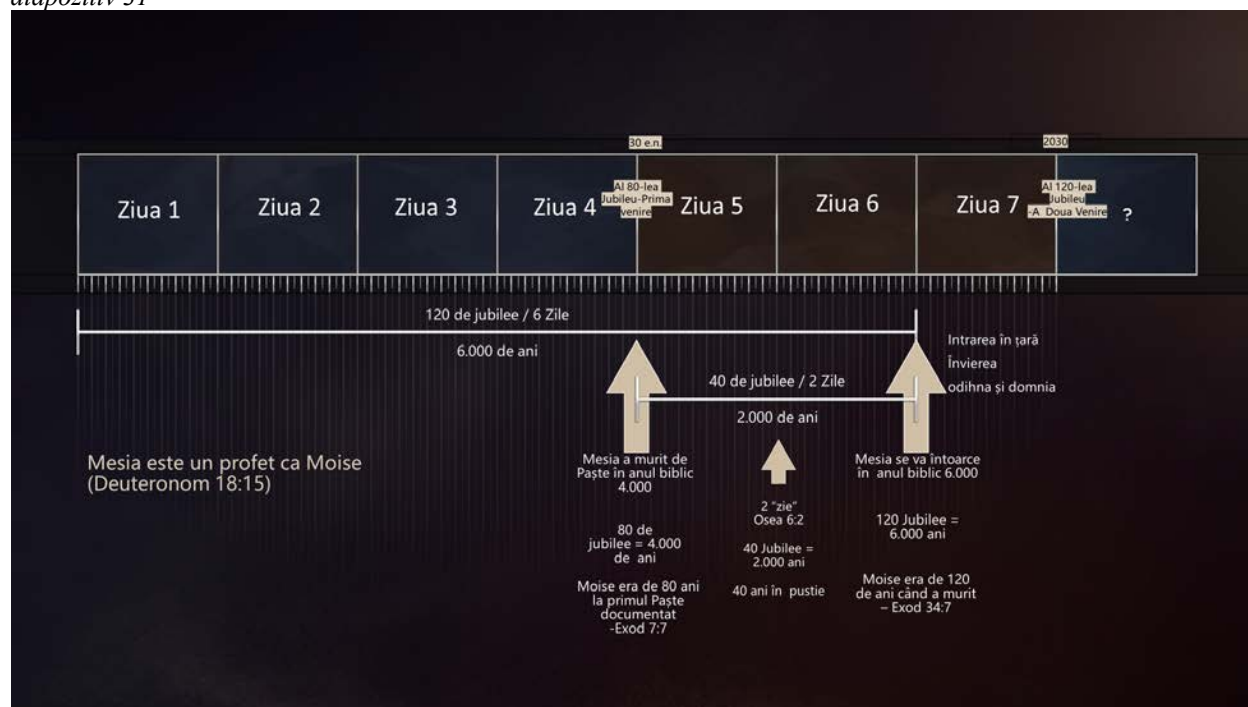 diapozitiv 31
30 e.n.
2030
Ziua 1
Ziua 2
Ziua 3
Ziua 4
Al 80-lea
Jubileu-Prima
venire
Ziua 5
Ziua 6
Ziua 7
Al 120-lea
Jubileu
-A Doua Venire
?
120 de jubilee / 6 Zile
6.000 de ani
Intrarea în țară
Învierea
odihna și domnia
40 de jubilee / 2 Zile
2.000 de ani
Mesia este un profet ca Moise
(Deuteronom 18:15)
Mesia a murit de
Paște în anul biblic
4.000
80 de
jubilee = 4.000
de ani
Moise era de 80 ani
la primul Paște
documentat
-Exod 7:7
2 “zie”
Osea 6:2
40 Jubilee =
2.000 ani
40 ani în pustie
Mesia se va întoarce
în anul biblic 6.000
120 Jubilee =
6.000 ani
Moise era de 120
de ani când a murit
– Exod 34:7